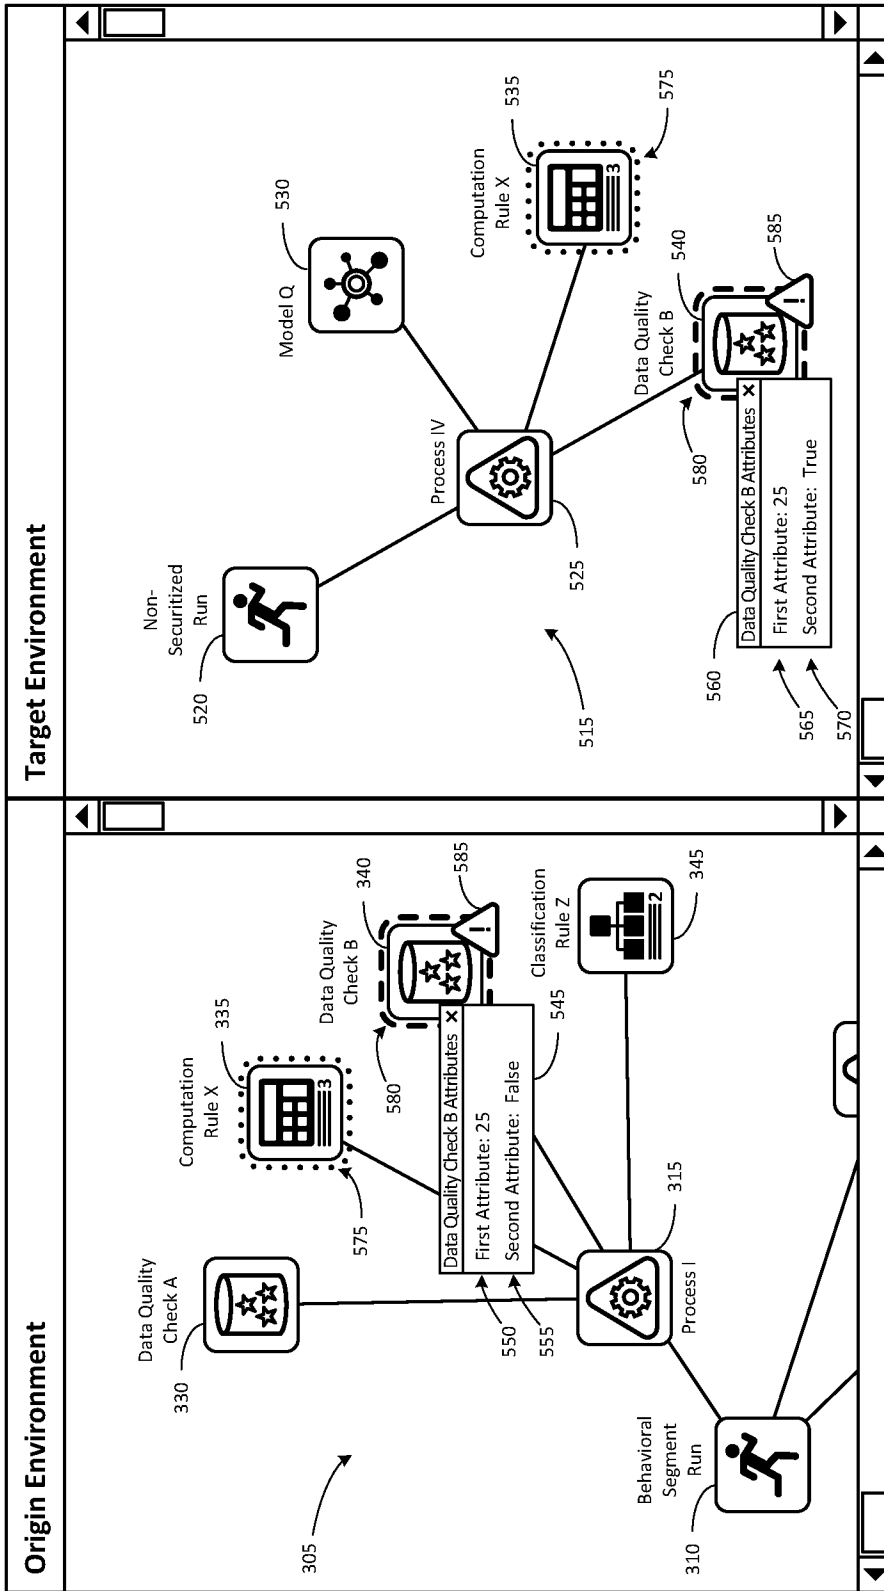 Origin Environment
305
Data Quality
Check A
330
Computation
Rule X
335
575
Data Quality
Check B
340
580
585
Data Quality Check B Attributes X
First Attribute: 25
Second Attribute: False
545
550
555
Classification
Rule Z
2
345
3
315
Process I
Behavioral
Segment
Run
310
Target Environment
Non-
Securitized
Run
520
Model Q
530
Process IV
525
515
Computation
Rule X
535
3
575
Data Quality
Check B
540
580
!
585
!
Data Quality Check B Attributes X
First Attribute: 25
Second Attribute: True
560
565
570